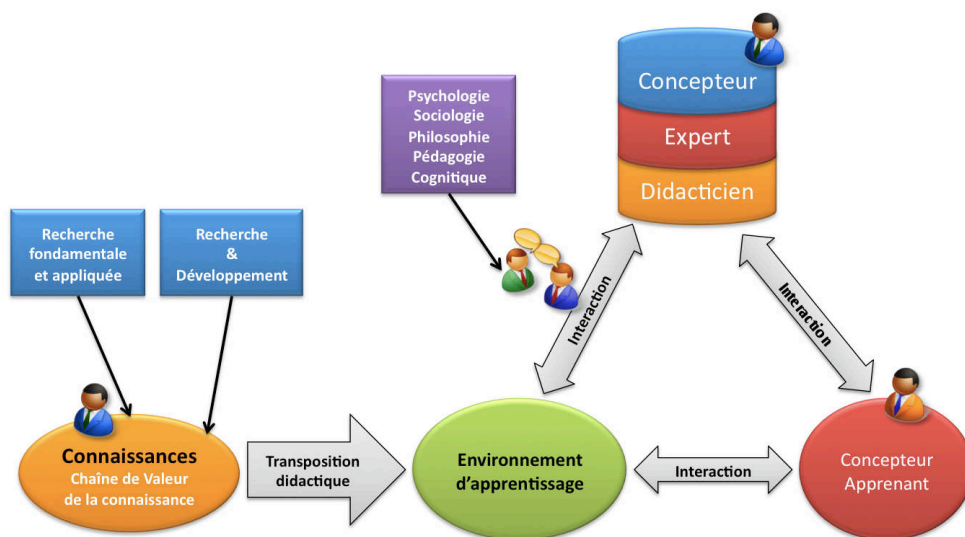 Concepteur
Expert
Didacticien
Psychologie
Sociologie
Philosophie
Pédagogie
Cognitique
Recherche
fondamentale
et appliquée
Recherche
&
Développement
Interaction
Interaction
Connaissances
Chaîne de Valeur
de la connaissance
Transposition
didactique
Environnement
d'apprentissage
Interaction
Concepteur
Apprenant